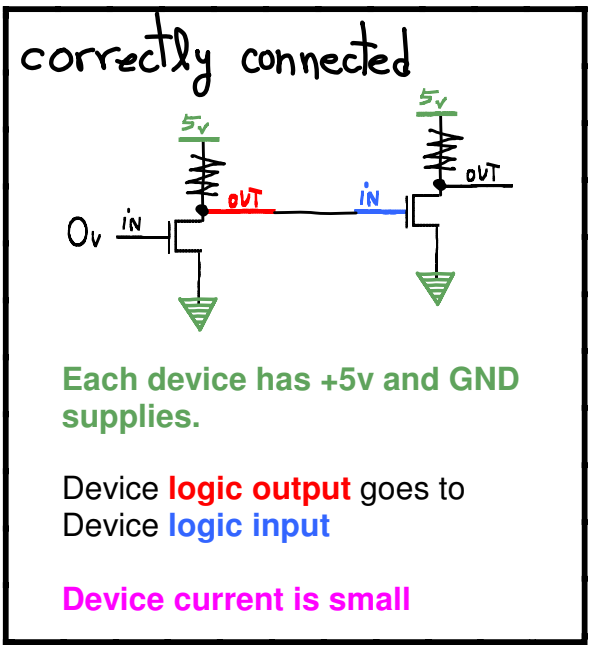 correctly connected
5v
5v
OUT
OUT
iN
0v
iN
Each device has +5v and GND
supplies.
Device logic output goes to
Device logic input
Device current is small